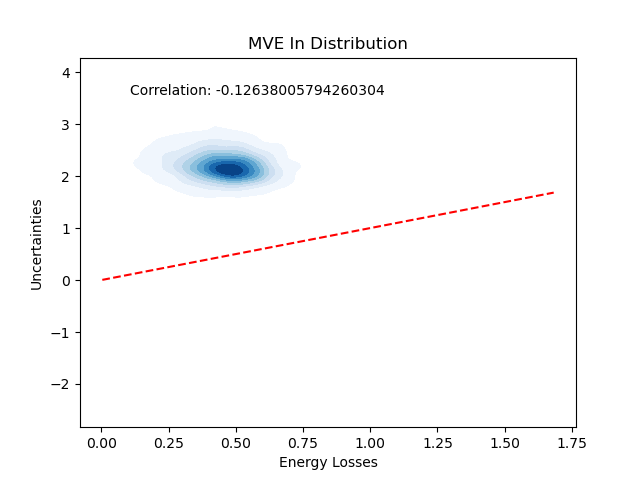 MVE In Distribution
Correlation: -0.12638005794260304
4
3
2
1
0
−1
−2
Uncertainties
0.00 0.25 0.50 0.75 1.00 1.25 1.50 1.75
Energy Losses